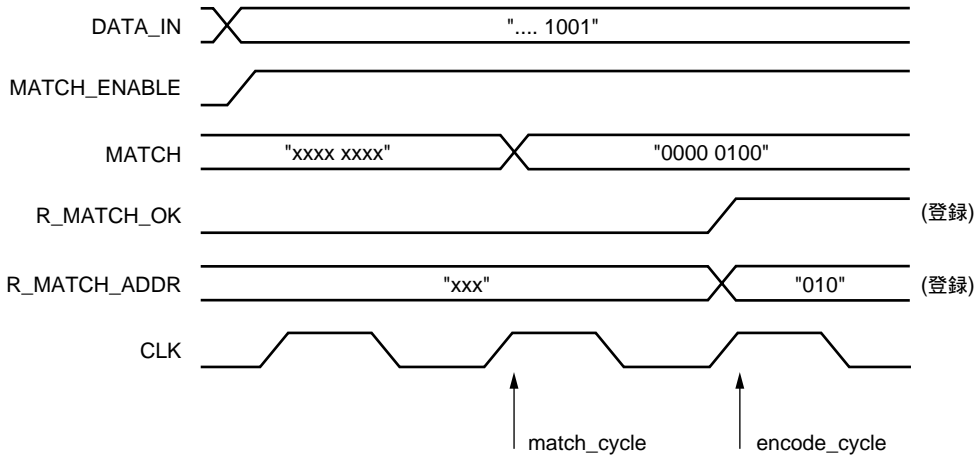 DATA_IN
".... 1001"
MATCH_ENABLE
MATCH
"xxxx xxxx"
"0000 0100"
R_MATCH_OK
(登録)
R_MATCH_ADDR
"xxx"
"010"
(登録)
CLK
match_cycle
encode_cycle